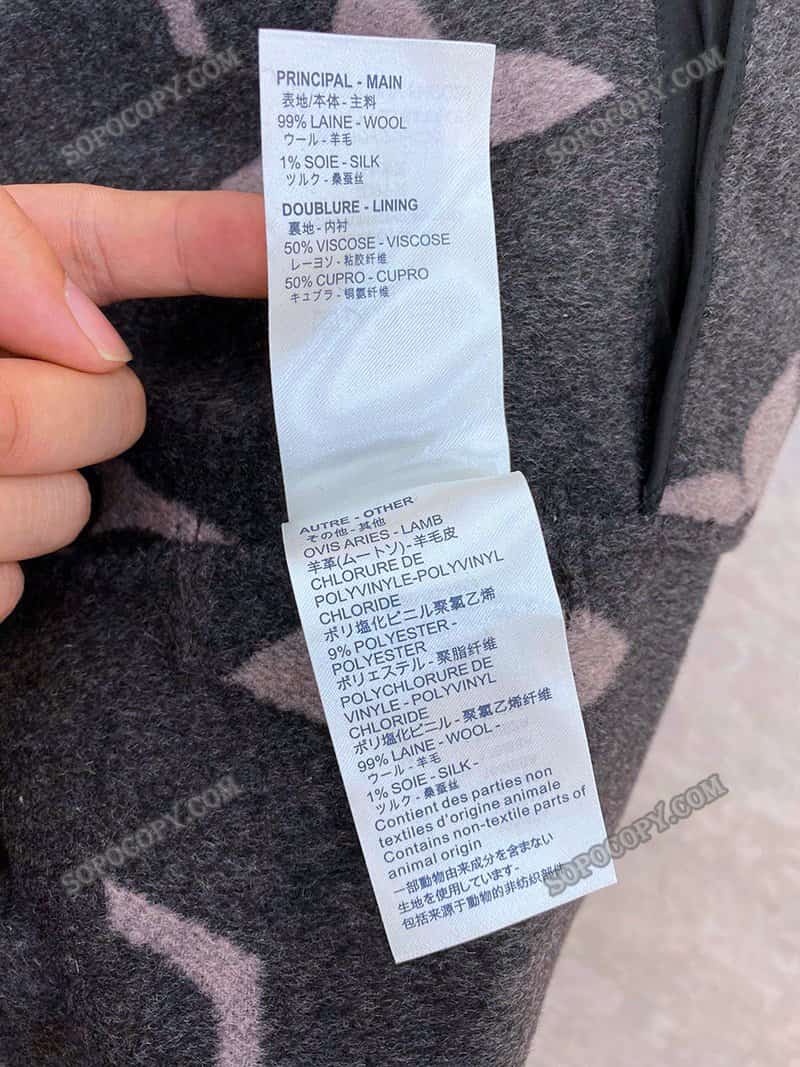 PRINCIPAL - MAIN
表地/本体 - 主料
99% LAINE - WOOL
ウール - 羊毛
1% SOIE - SILK
ツルク - 桑蚕丝
DOUBLURE - LINING
裏地 - 内衬
50% VISCOSE - VISCOSE
レーヨソ - 粘胶纤维
50% CUPRO - CUPRO
キュブラ - 铜氨纤维
AUTRE - OTHER
その他 - 其他
OVIS ARIES - LAMB
羊革(ムートソ) - 羊毛皮
CHLORURE DE
POLYVINYLE-POLYVINYL
CHLORIDE
ポリ塩化ピニル聚氯乙烯
9% POLYESTER -
POLYESTER
ポリェステル - 聚脂纤维
POLYCHLORURE DE
VINYLE - POLYVINYL
CHLORIDE
ポリ塩化ピニル - 聚氯乙烯纤维
99% LAINE - WOOL -
ウール - 羊毛
1% SOIE - SILK -
ツルク - 桑蚕丝
Contient des parties non
textiles d'origine animale
Contains non-textile parts of
animal origin
一部動物由来成分を含まない
生地を使用しています-
包括来源于動物的非纺织部件
SOPOCOPY.COM
SOPOCOPY.COM
SOPOCOPY.COM
SOPOCOPY.COM